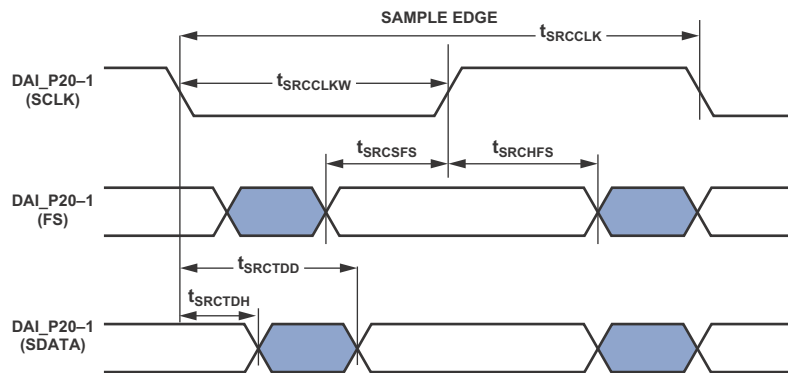 SAMPLE EDGE
tSRCCLK
DAI_P20–1
(SCLK)
tSRCCLKW
tSRCSFS
tSRCHFS
DAI_P20–1
(FS)
tSRCTDD
tSRCTDH
DAI_P20–1
(SDATA)